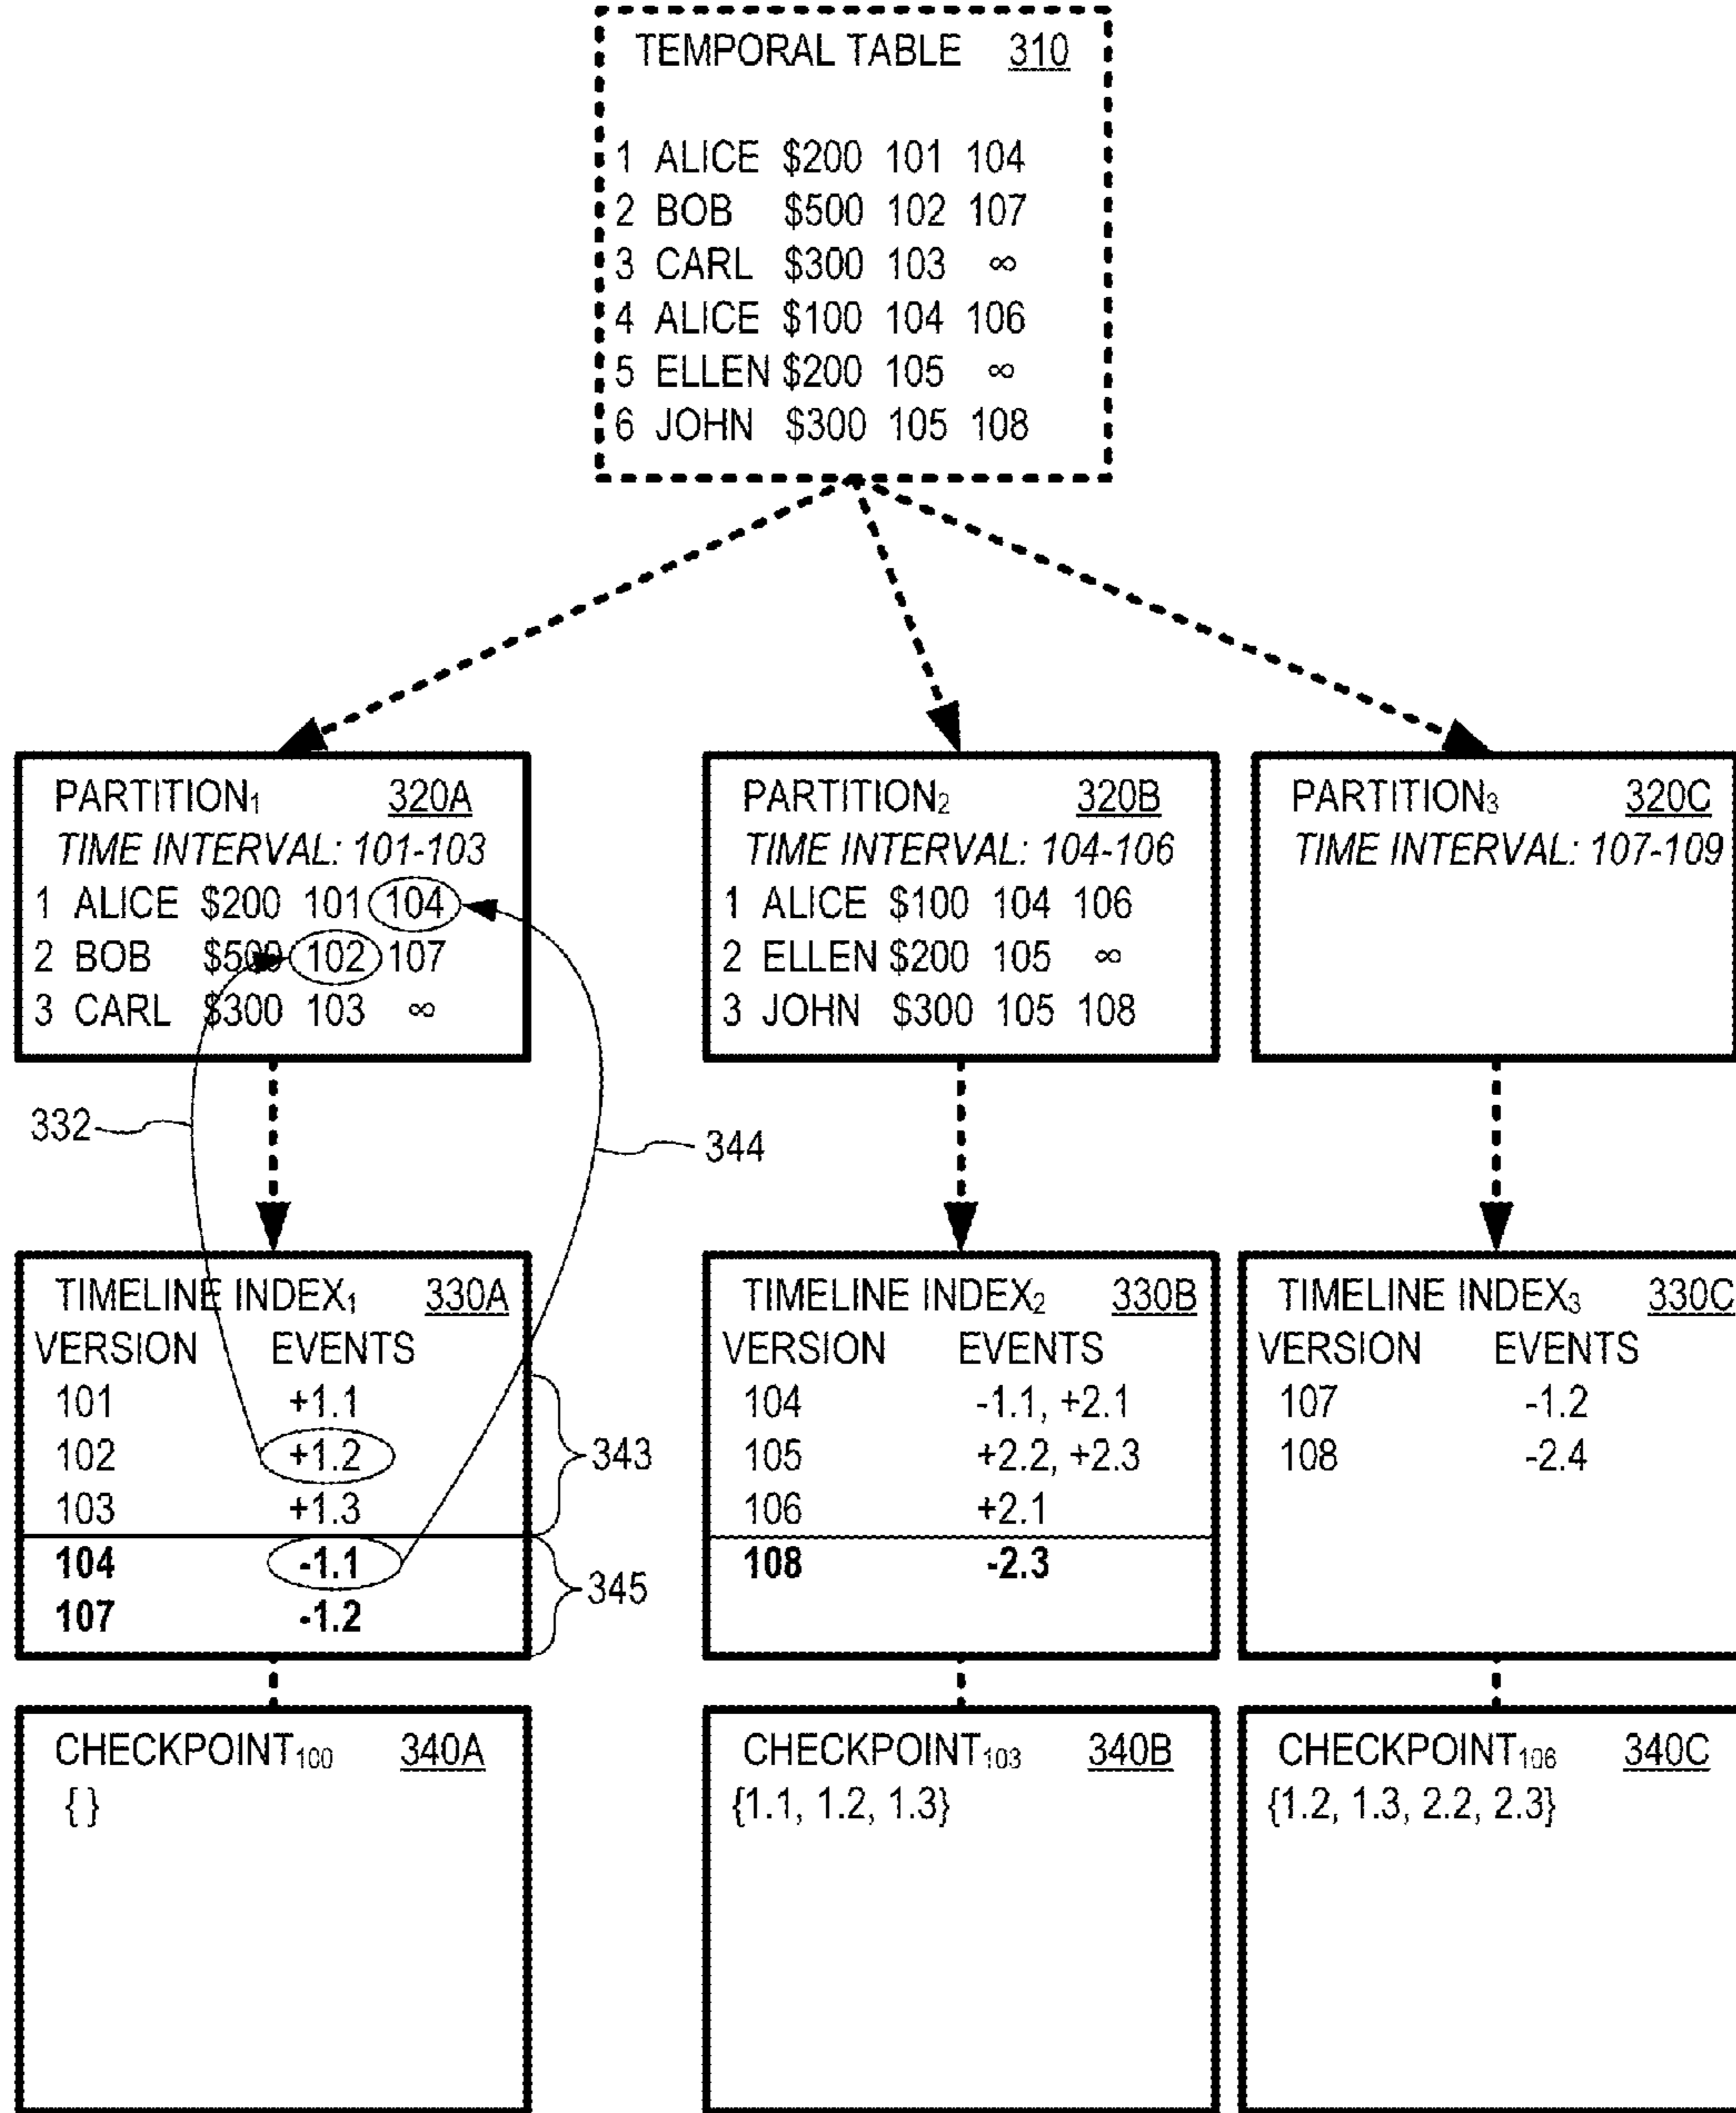 TEMPORAL TABLE 310
1 ALICE $200 101 104
2 BOB $500 102 107
3 CARL $300 103 ∞
4 ALICE $100 104 106
5 ELLEN $200 105 ∞
6 JOHN $300 105 108
PARTITION₁ 320A
TIME INTERVAL: 101-103
1 ALICE $200 101 104
2 BOB $500 102 107
3 CARL $300 103 ∞
PARTITION₂ 320B
TIME INTERVAL: 104-106
1 ALICE $100 104 106
2 ELLEN $200 105 ∞
3 JOHN $300 105 108
PARTITION₃ 320C
TIME INTERVAL: 107-109
332
344
TIMELINE INDEX₁ 330A
VERSION EVENTS
101 +1.1
102 +1.2
103 +1.3
104 -1.1
107 -1.2
343
345
TIMELINE INDEX₂ 330B
VERSION EVENTS
104 -1.1, +2.1
105 +2.2, +2.3
106 +2.1
108 -2.3
TIMELINE INDEX₃ 330C
VERSION EVENTS
107 -1.2
108 -2.4
CHECKPOINT₁₀₀ 340A
{ }
CHECKPOINT₁₀₃ 340B
{1.1, 1.2, 1.3}
CHECKPOINT₁₀₆ 340C
{1.2, 1.3, 2.2, 2.3}